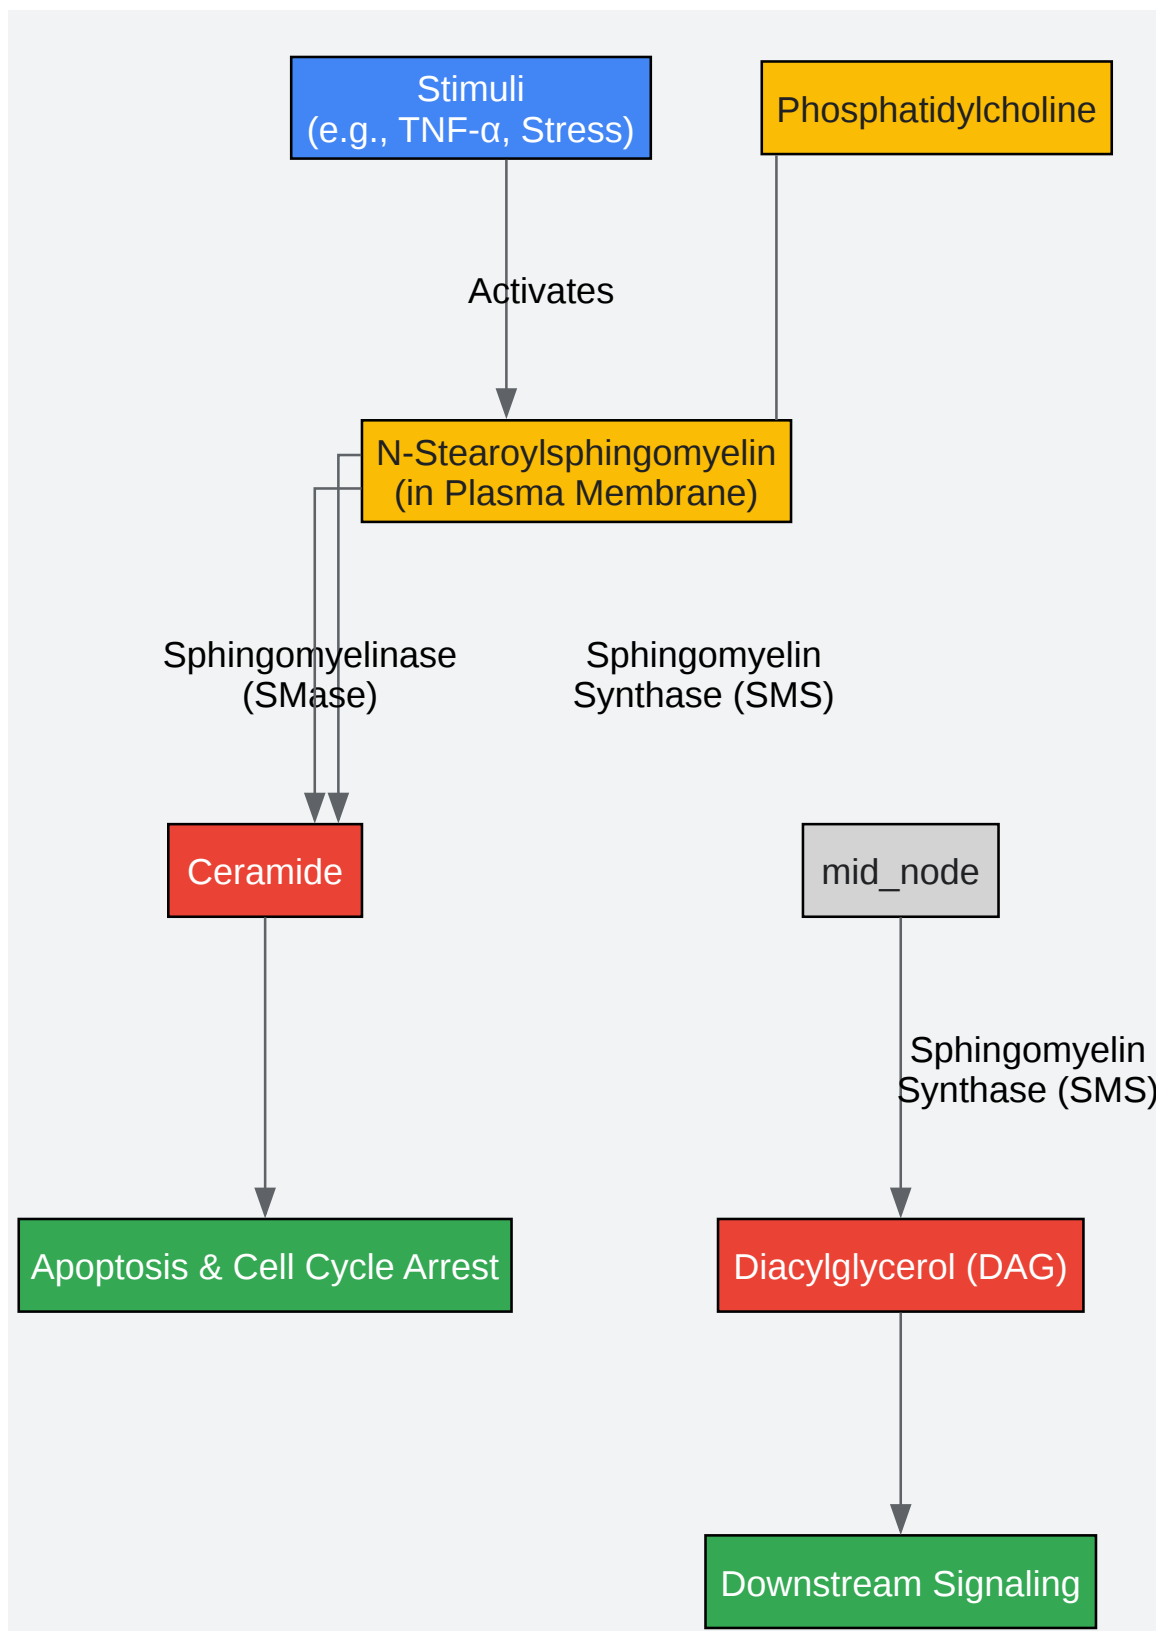 Stimuli
(e.g., TNF-α, Stress)
Phosphatidylcholine
Activates
N-Stearoylsphingomyelin
(in Plasma Membrane)
Sphingomyelinase
(SMase)
Sphingomyelin
Synthase (SMS)
Ceramide
mid_node
Sphingomyelin
Synthase (SMS)
Apoptosis & Cell Cycle Arrest
Diacylglycerol (DAG)
Downstream Signaling